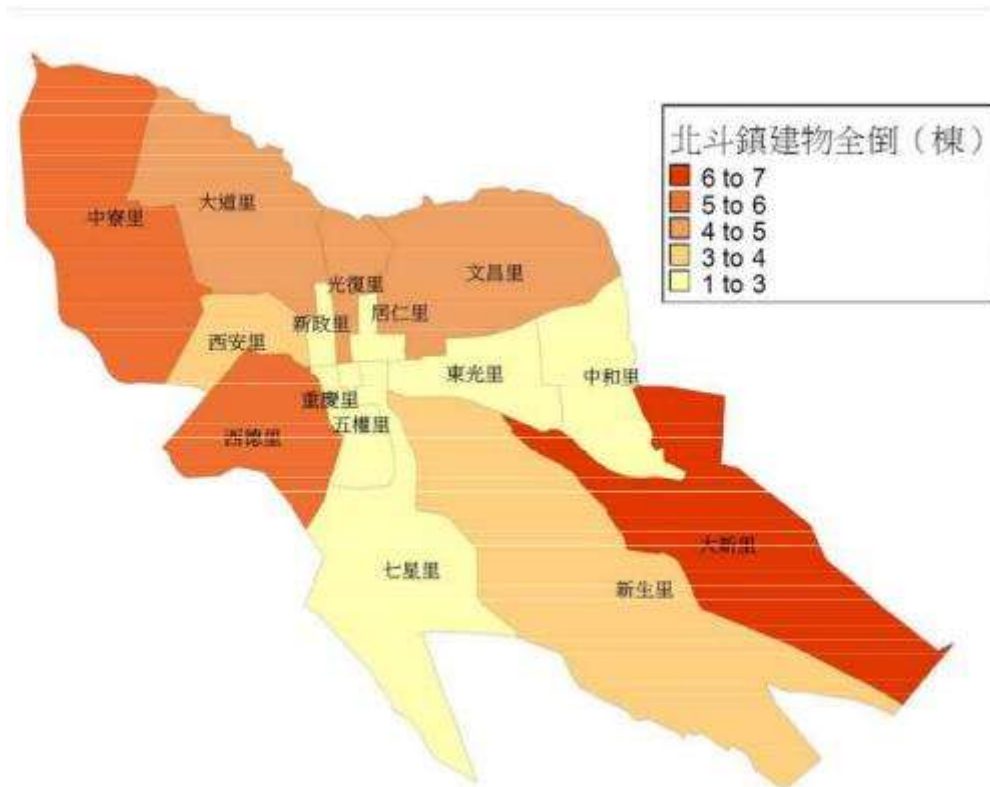 北斗鎮建物全倒（棟）
6 to 7
5 to 6
4 to 5
3 to 4
1 to 3
大道里
中寮里
文昌里
光復里
居仁里
新政里
西安里
東光里
中和里
重慶里
五權里
西德里
大新里
七星里
新生里